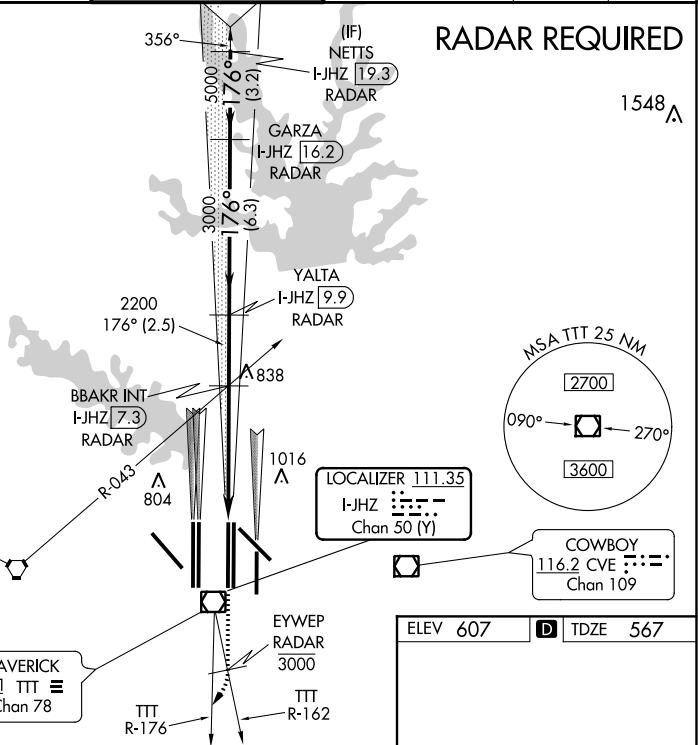 RADAR REQUIRED
356°
(IF)
NETTS
I-JHZ 19.3
RADAR
5000
176°
(3.2)
1548
GARZA
I-JHZ 16.2
RADAR
3000
176°
(6.3)
YALTA
I-JHZ 9.9
RADAR
2200
176° (2.5)
838
BBAKR INT
I-JHZ 7.3
RADAR
R-043
804
1016
MSA TTT 25 NM
2700
090°
270°
3600
LOCALIZER 111.35
I-JHZ
Chan 50 (Y)
COWBOY
116.2 CVE
Chan 109
EYWEP
RADAR
3000
AVERICK
1 TTT
Chan 78
TTT
R-176
TTT
R-162
ELEV 607 D TDZE 567